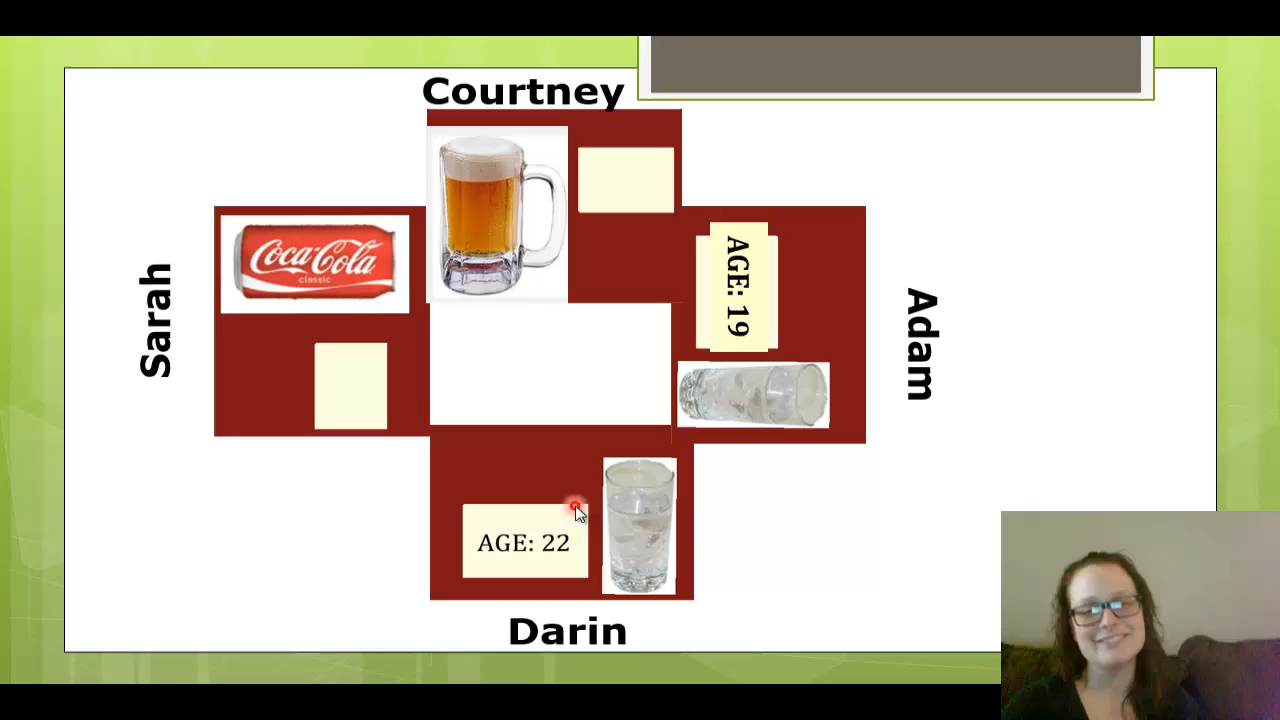 Courtney
Sarah
Coca-Cola
classic
AGE: 19
Adam
AGE: 22
Darin